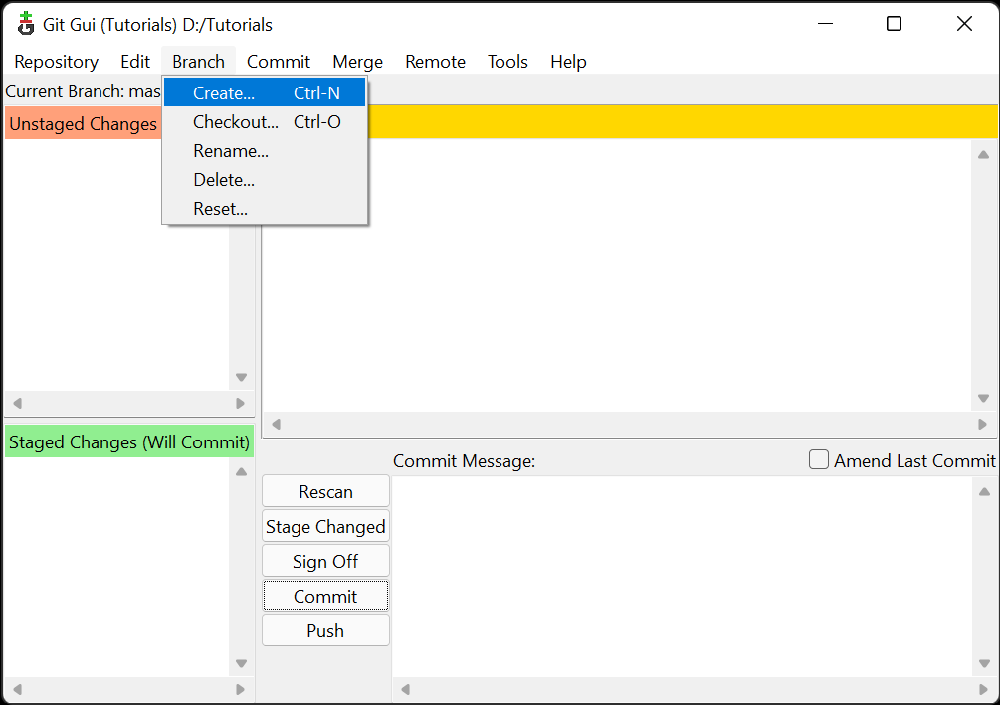 Git Gui (Tutorials) D:/Tutorials
Repository Edit Branch Commit Merge Remote Tools Help
Current Branch: mas
Create... Ctrl-N
Checkout... Ctrl-O
Rename...
Delete...
Reset...
Unstaged Changes
Staged Changes (Will Commit)
Commit Message:
Amend Last Commit
Rescan
Stage Changed
Sign Off
Commit
Push